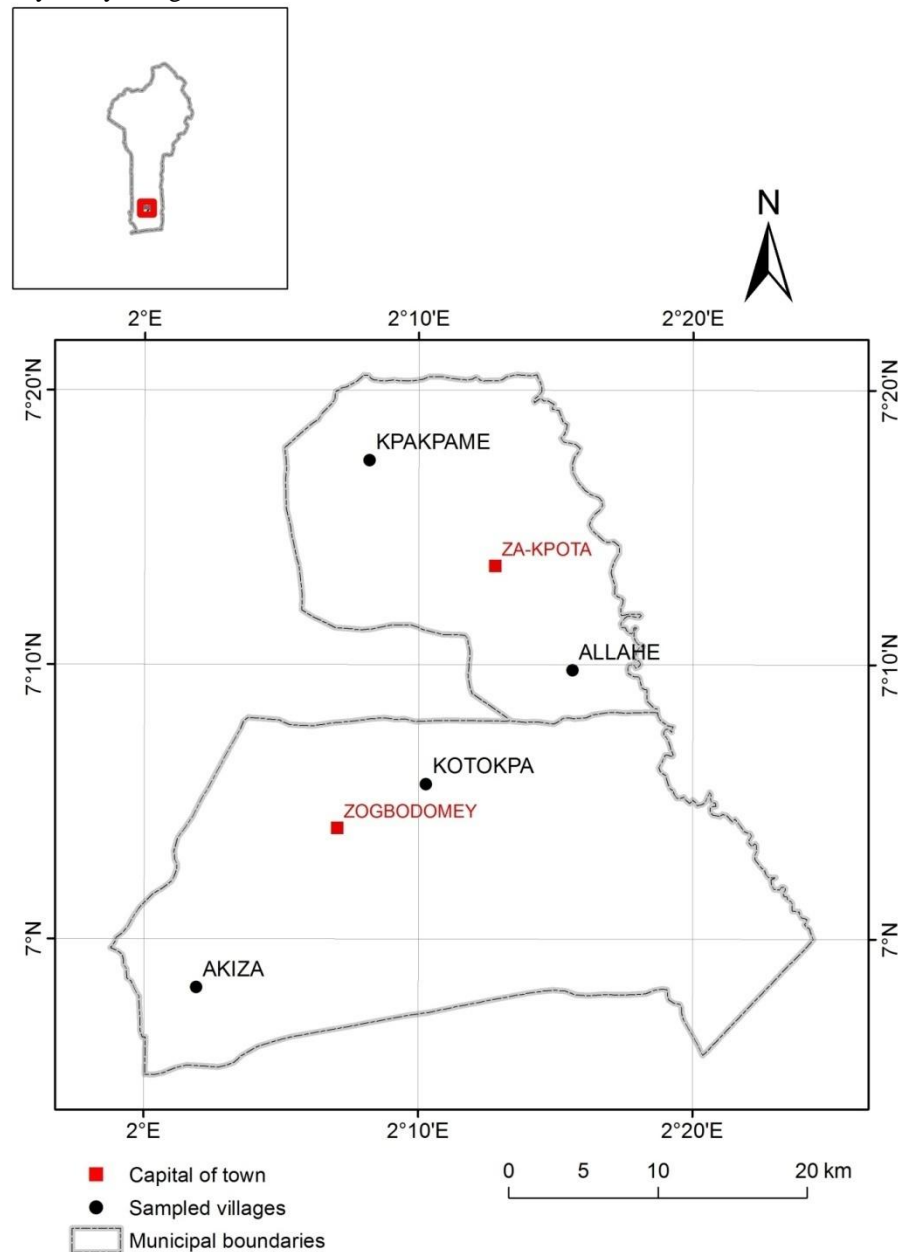 N
2°E 2°10'E 2°20'E
7°20'N 7°20'N
KPAKPAME
ZA-KPOTA
ALLAHE
7°10'N 7°10'N
KOTOKPA
ZOGBODOMEY
7°N 7°N
AKIZA
2°E 2°10'E 2°20'E
Capital of town
0 5 10 20 km
Sampled villages
Municipal boundaries